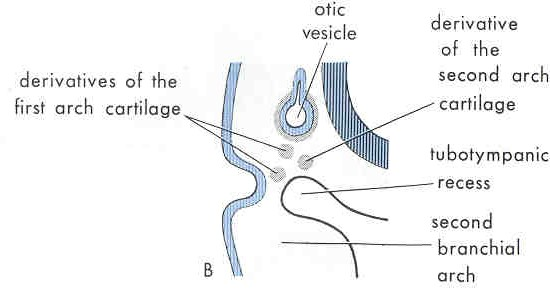 otic
vesicle
derivative
of the
second arch
cartilage
derivatives of the
first arch cartilage
tubotympanic
recess
second
branchial
arch
B